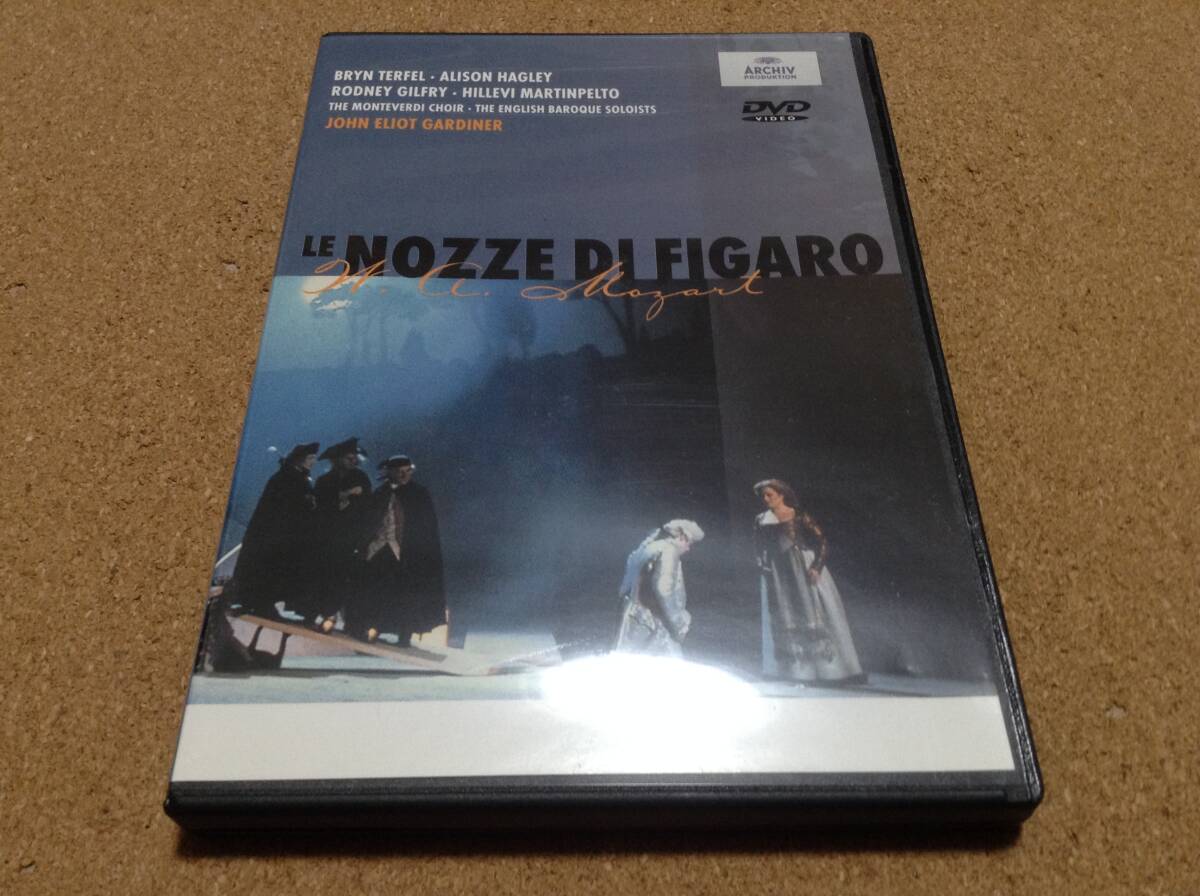 BRYN TERFEL · ALISON HAGLEY
RODNEY GILFRY · HILLEVI MARTINPELTO
THE MONTEVERDI CHOIR · THE ENGLISH BAROQUE SOLOISTS
JOHN ELIOT GARDINER
ARCHIV
PRODUKTION
DVD
VIDEO
LE NOZZE DI FIGARO
W. A. Mozart